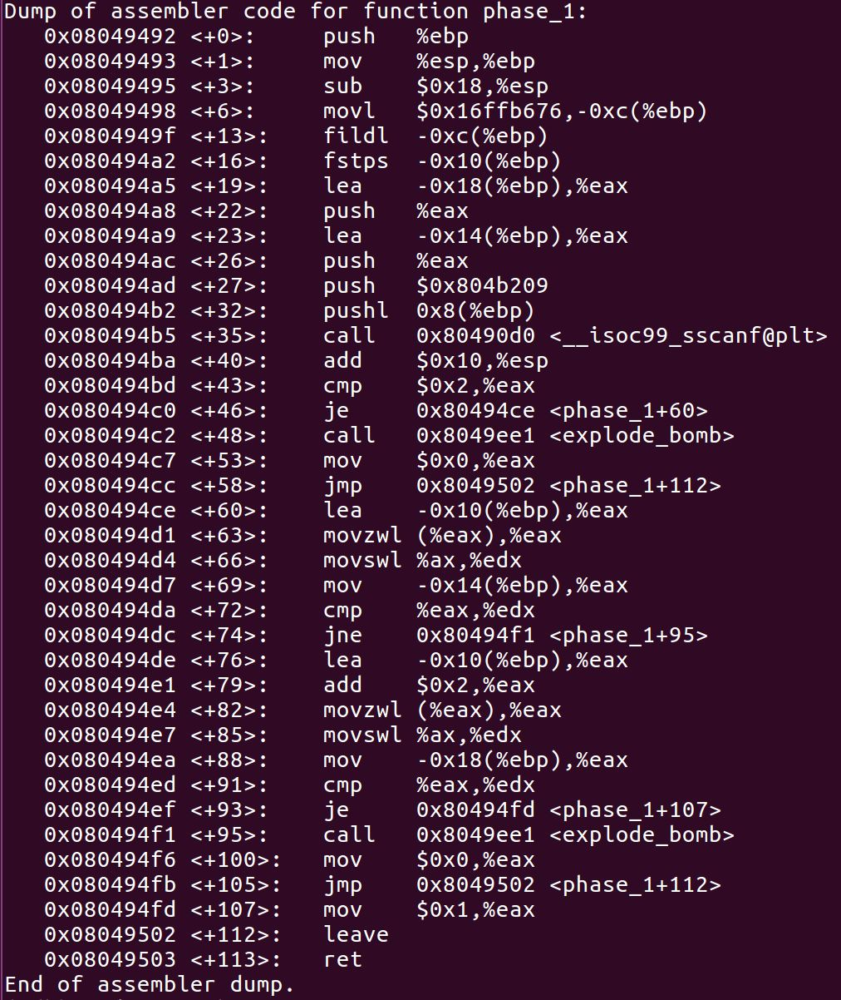 Dump of assembler code for function phase_1:
   0x08049492 <+0>:     push   %ebp
   0x08049493 <+1>:     mov    %esp,%ebp
   0x08049495 <+3>:     sub    $0x18,%esp
   0x08049498 <+6>:     movl   $0x16ffb676,-0xc(%ebp)
   0x0804949f <+13>:    fildl  -0xc(%ebp)
   0x080494a2 <+16>:    fstps  -0x10(%ebp)
   0x080494a5 <+19>:    lea    -0x18(%ebp),%eax
   0x080494a8 <+22>:    push   %eax
   0x080494a9 <+23>:    lea    -0x14(%ebp),%eax
   0x080494ac <+26>:    push   %eax
   0x080494ad <+27>:    push   $0x804b209
   0x080494b2 <+32>:    pushl  0x8(%ebp)
   0x080494b5 <+35>:    call   0x80490d0 <__isoc99_sscanf@plt>
   0x080494ba <+40>:    add    $0x10,%esp
   0x080494bd <+43>:    cmp    $0x2,%eax
   0x080494c0 <+46>:    je     0x80494ce <phase_1+60>
   0x080494c2 <+48>:    call   0x8049ee1 <explode_bomb>
   0x080494c7 <+53>:    mov    $0x0,%eax
   0x080494cc <+58>:    jmp    0x8049502 <phase_1+112>
   0x080494ce <+60>:    lea    -0x10(%ebp),%eax
   0x080494d1 <+63>:    movzwl (%eax),%eax
   0x080494d4 <+66>:    movswl %ax,%edx
   0x080494d7 <+69>:    mov    -0x14(%ebp),%eax
   0x080494da <+72>:    cmp    %eax,%edx
   0x080494dc <+74>:    jne    0x80494f1 <phase_1+95>
   0x080494de <+76>:    lea    -0x10(%ebp),%eax
   0x080494e1 <+79>:    add    $0x2,%eax
   0x080494e4 <+82>:    movzwl (%eax),%eax
   0x080494e7 <+85>:    movswl %ax,%edx
   0x080494ea <+88>:    mov    -0x18(%ebp),%eax
   0x080494ed <+91>:    cmp    %eax,%edx
   0x080494ef <+93>:    je     0x80494fd <phase_1+107>
   0x080494f1 <+95>:    call   0x8049ee1 <explode_bomb>
   0x080494f6 <+100>:   mov    $0x0,%eax
   0x080494fb <+105>:   jmp    0x8049502 <phase_1+112>
   0x080494fd <+107>:   mov    $0x1,%eax
   0x08049502 <+112>:   leave
   0x08049503 <+113>:   ret
End of assembler dump.